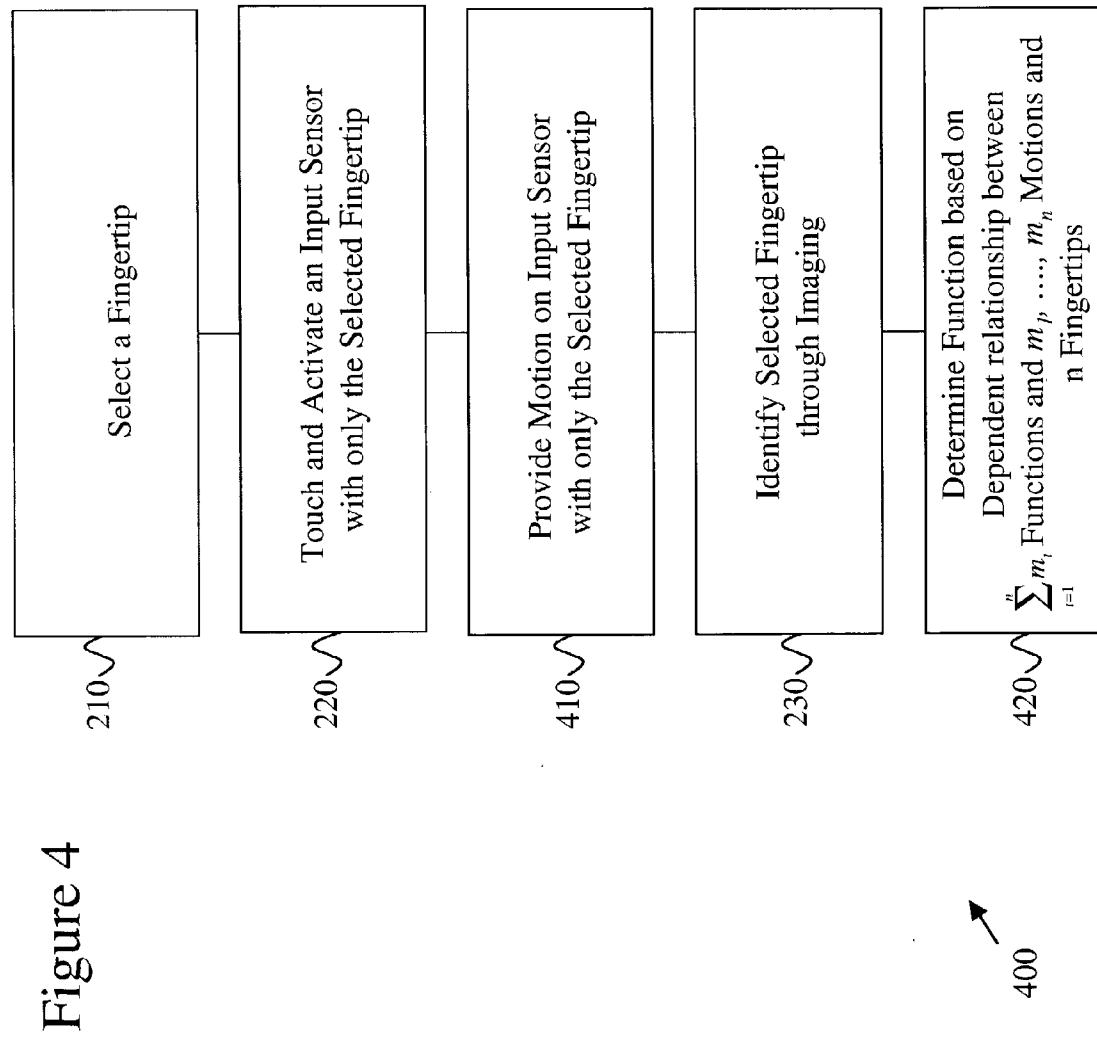 Figure 4
210
Select a Fingertip
220
Touch and Activate an Input Sensor
with only the Selected Fingertip
410
Provide Motion on Input Sensor
with only the Selected Fingertip
230
Identify Selected Fingertip
through Imaging
420
Determine Function based on
Dependent relationship between
n ∑ i=1 m_i Functions and m_l, ...., m_n Motions and
n Fingertips
400